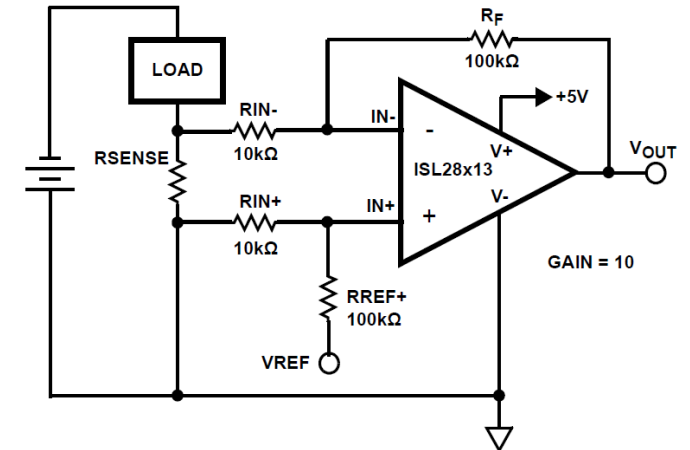 RF
100kΩ
LOAD
+5V
RIN-
IN-
-
10kΩ
V+
VOUT
RSENSE
ISL28x13
RIN+
IN+
V-
+
10kΩ
GAIN = 10
RREF+
100kΩ
VREF